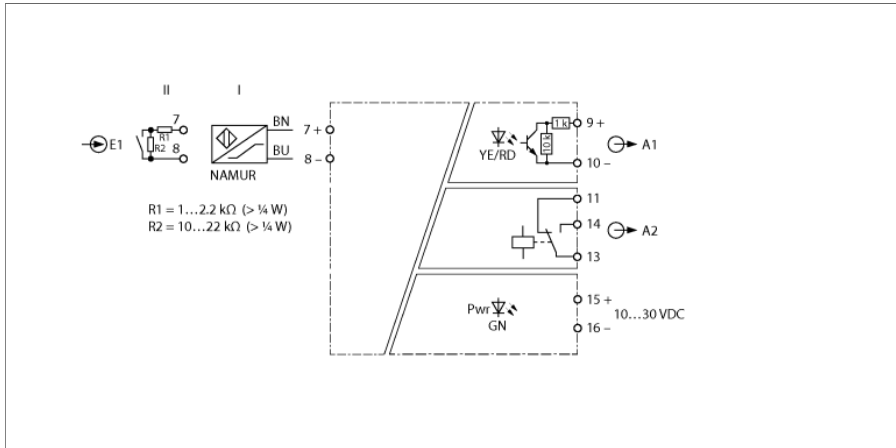 II I
E1
7
R1
R2
8
BN
BU
NAMUR
R1 = 1…2.2 kΩ (> ¼ W)
R2 = 10…22 kΩ (> ¼ W)
7 +
8 –
YE/RD
1 k
10 k
9 +
10 –
A1
11
14
13
A2
Pwr
GN
15 +
16 –
10…30 VDC